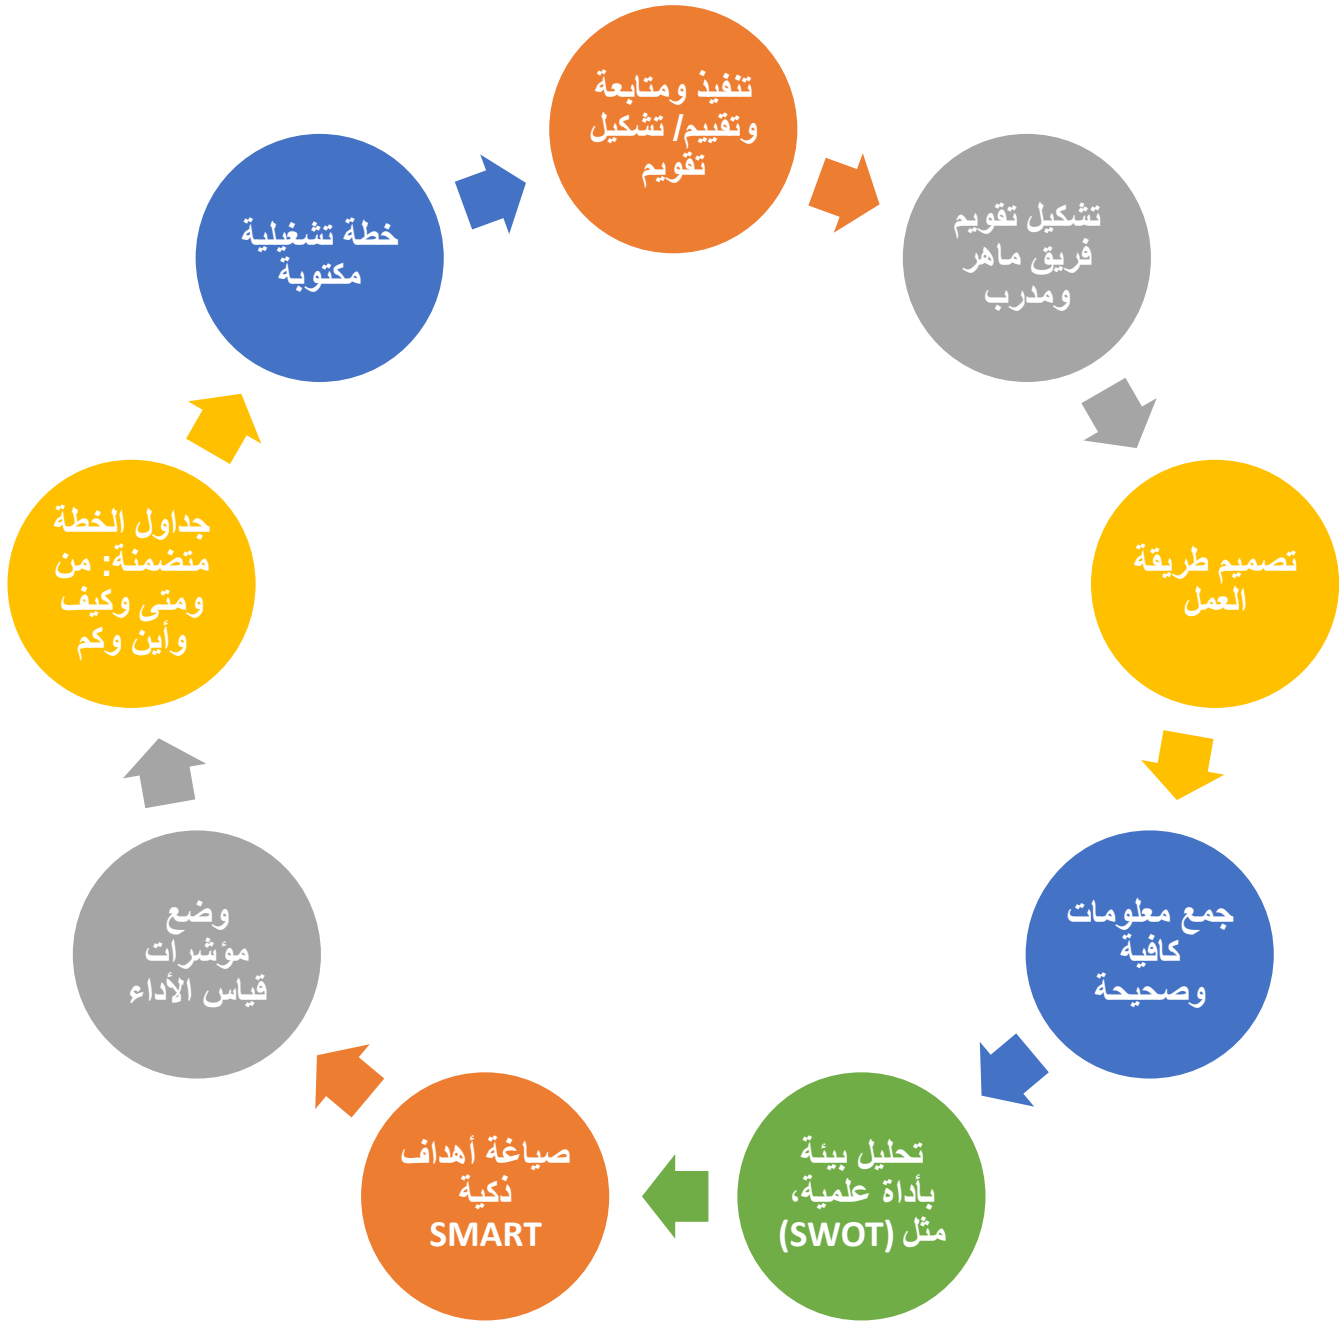 تنفيذ ومتابعة
وتقييم/ تشكيل
تقويم
تشكيل تقويم
فريق ماهر
ومدرب
تصميم طريقة
العمل
جمع معلومات
كافية
وصحيحة
تحليل بيئة
بأداة علمية،
مثل (SWOT)
صياغة أهداف
ذكية
SMART
وضع
مؤشرات
قياس الأداء
جداول الخطة
متضمنة: من
ومتى وكيف
وأين وكم
خطة تشغيلية
مكتوبة